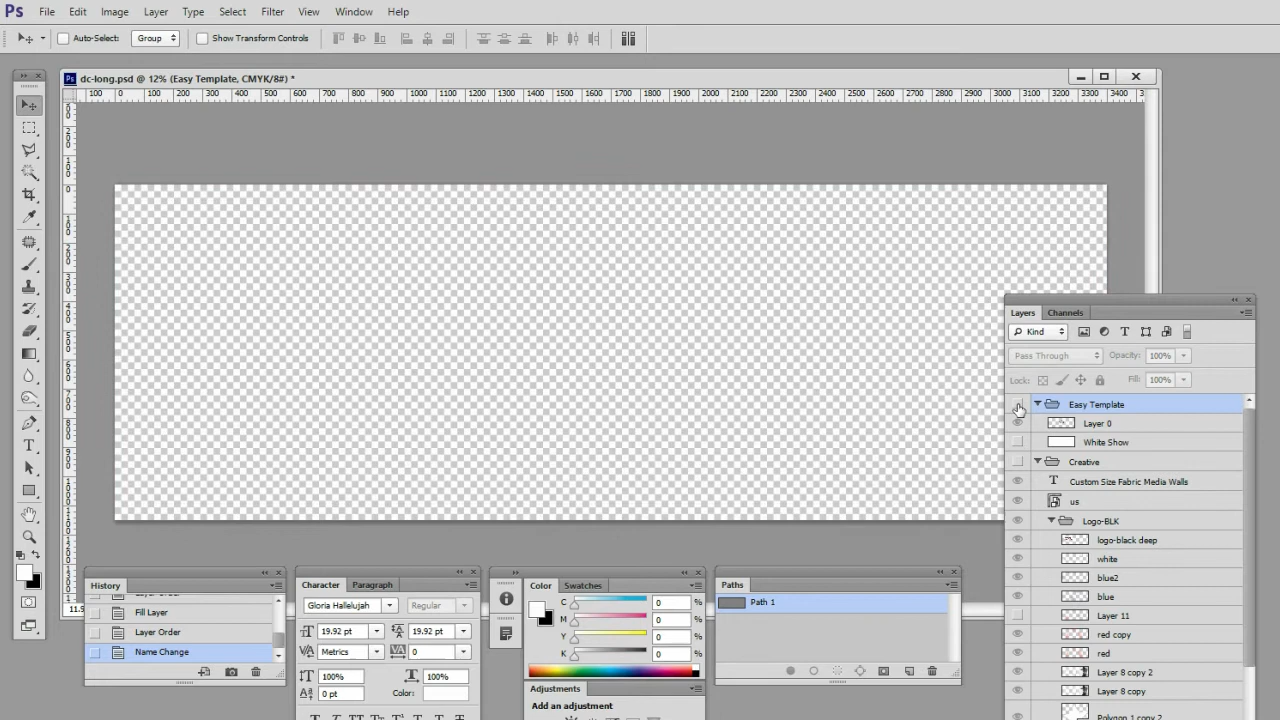 Ps File Edit Image Layer Type Select Filter View Window Help
Auto-Select: Group Show Transform Controls
Ps dc-long.psd @ 12% (Easy Template, CMYK/8#) *
100 0 100 200 300 400 500 600 700 800 900 1000 1100 1200 1300 1400 1500 1600 1700 1800 1900 2000 2100 2200 2300 2400 2500 2600 2700 2800 2900 3000 3100 3200 3300 3400
Layers Channels
Kind
Pass Through Opacity: 100%
Lock: Fill: 100%
Easy Template
Layer 0
White Show
Creative
T Custom Size Fabric Media Walls
us
Logo-BLK
logo-black deep
white
blue2
blue
Layer 11
red copy
red
Layer 8 copy 2
Layer 8 copy
Polygon 1 copy
History
Fill Layer
Layer Order
Name Change
Character Paragraph
Gloria Hallelujah Regular
19.92 pt 19.92 pt
Metrics 0
100% 100%
0 pt Color:
Color Swatches
C 0 %
M 0 %
Y 0 %
K 0 %
Adjustments
Add an adjustment
Paths
Path 1